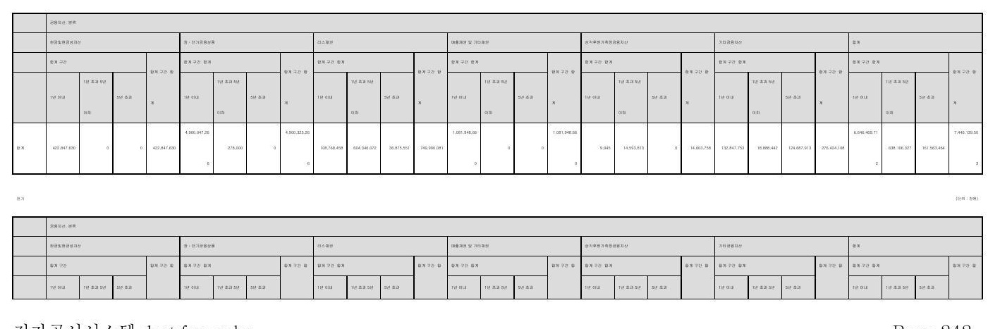 금융자산, 분류
현금및현금성자산 장ㆍ단기금융상품 리스채권 매출채권 및 기타채권 상각후원가측정금융자산 기타금융자산 합계
합계 구간 합계 구간 합계 합계 구간 합계 합계 구간 합계 합계 구간 합계 합계 구간 합계 합계 구간 합계
합계 구간 합 합계 구간 합 합계 구간 합 합계 구간 합 합계 구간 합 합계 구간 합 합계 구간 합
1년 초과 5년 1년 초과 5년 1년 초과 5년 1년 초과 5년 1년 초과 5년 1년 초과 5년 1년 초과 5년
1년 이내 5년 초과 1년 이내 5년 초과 1년 이내 5년 초과 1년 이내 5년 초과 1년 이내 5년 초과 1년 이내 5년 초과 1년 이내 5년 초과
계 계 계 계 계 계 계
이하 이하 이하 이하 이하 이하 이하
4,900,047,26 4,900,325,26 1,081,948,66 1,081,948,66 6,646,469,71 7,446,139,50
합계 422,847,630 0 0 422,847,630 278,000 0 108,768,458 604,346,072 36,875,551 749,990,081 0 0 9,945 14,593,813 0 14,603,758 132,847,753 18,888,442 124,687,913 276,424,108 638,106,327 161,563,464
6 6 0 0 2 3
전기 (단위 : 천원)
금융자산, 분류
현금및현금성자산 장ㆍ단기금융상품 리스채권 매출채권 및 기타채권 상각후원가측정금융자산 기타금융자산 합계
합계 구간 합계 구간 합 합계 구간 합계 합계 구간 합 합계 구간 합계 합계 구간 합 합계 구간 합계 합계 구간 합 합계 구간 합계 합계 구간 합 합계 구간 합계 합계 구간 합 합계 구간 합계 합계 구간 합
1년 이내 1년 초과 5년 5년 초과 1년 이내 1년 초과 5년 5년 초과 1년 이내 1년 초과 5년 5년 초과 1년 이내 1년 초과 5년 5년 초과 1년 이내 1년 초과 5년 5년 초과 1년 이내 1년 초과 5년 5년 초과 1년 이내 1년 초과 5년 5년 초과